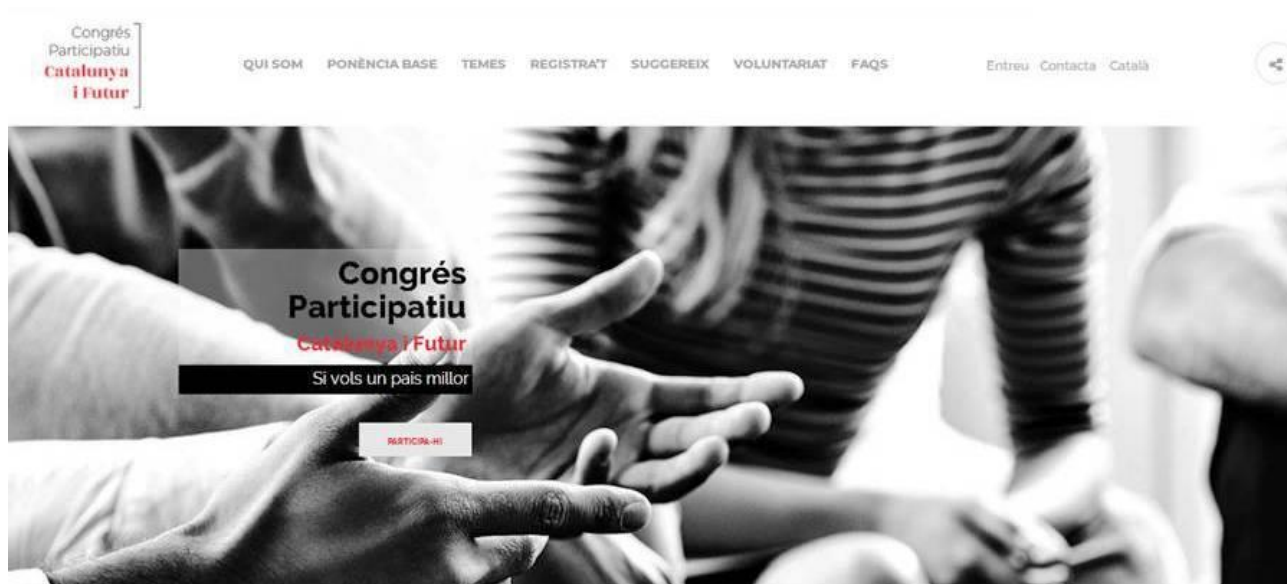 Congrés
Participatiu
Catalunya
i Futur
QUI SOM PONÈNCIA BASE TEMES REGISTRA'T SUGGEREIX VOLUNTARIAT FAQS
Entreu Contacta Català
Congrés
Participatiu
Catalunya i Futur
Si vols un pais millor
PARTICIPA-HI